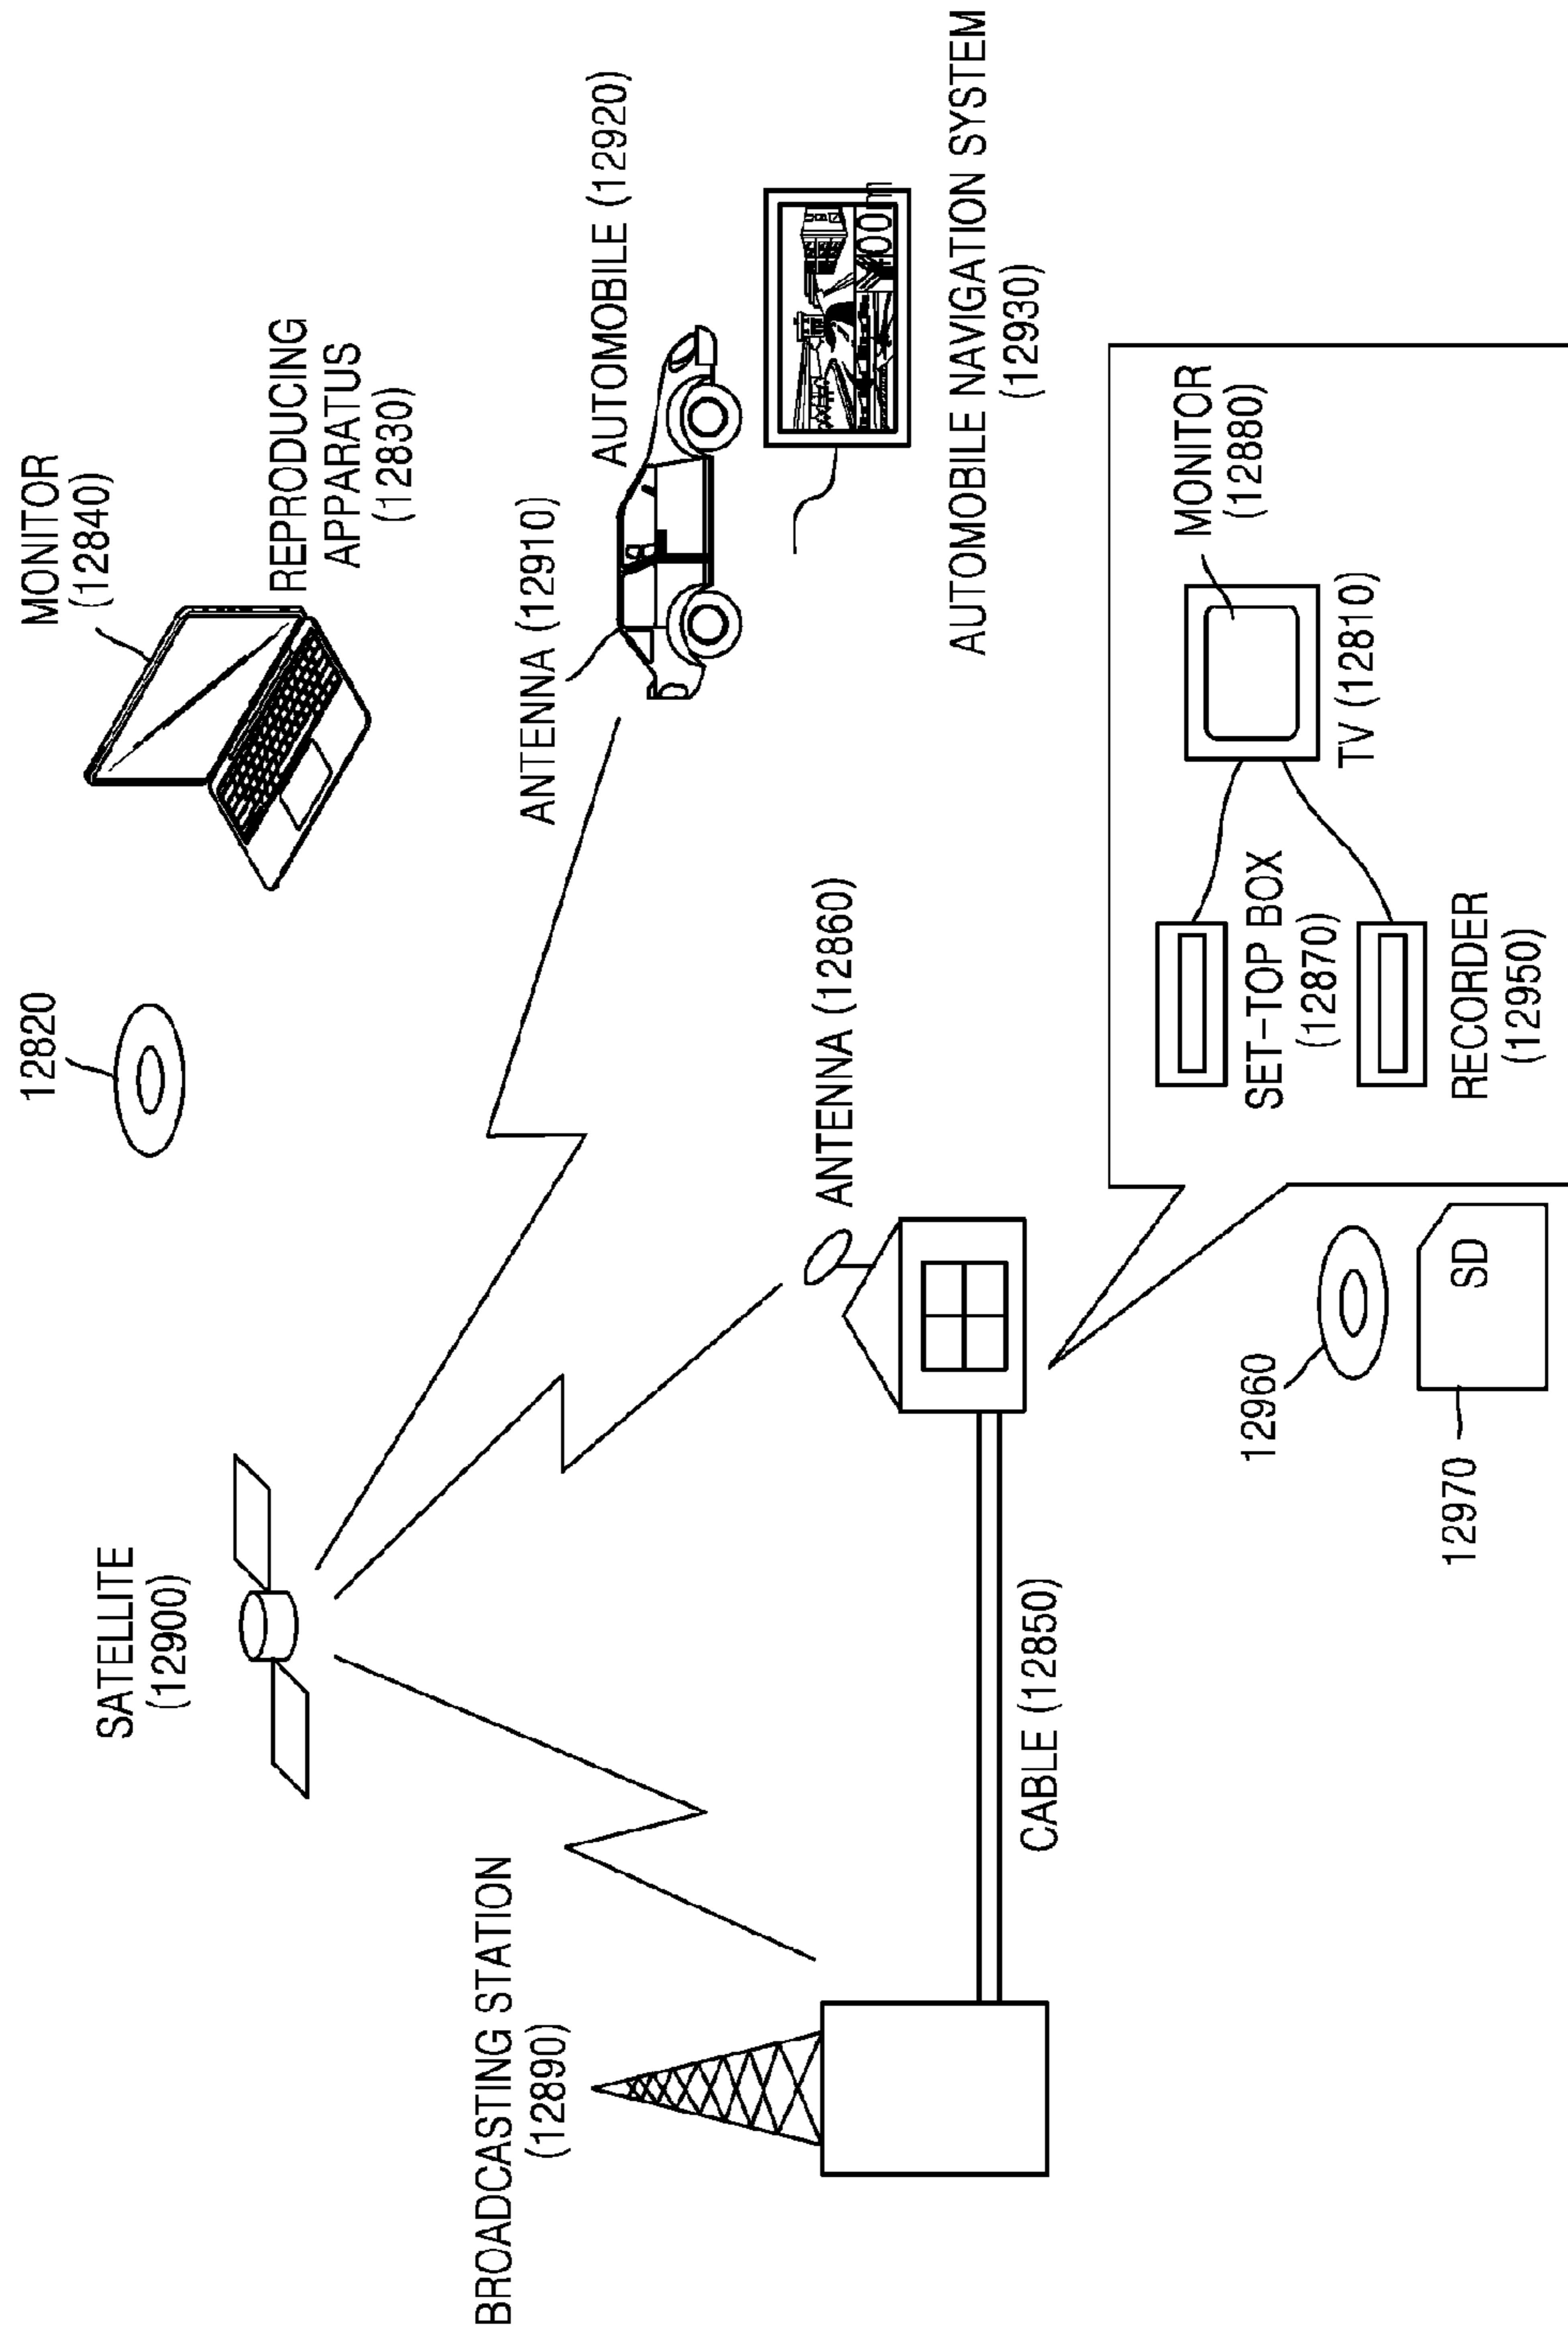 SATELLITE
(12900)
12820
MONITOR
(12840)
REPRODUCING
APPARATUS
(12830)
BROADCASTING STATION
(12890)
ANTENNA (12910)
AUTOMOBILE (12920)
ANTENNA (12860)
100m
AUTOMOBILE NAVIGATION SYSTEM
(12930)
CABLE (12850)
MONITOR
(12880)
SET-TOP BOX
(12870)
TV (12810)
12960
RECORDER
(12950)
12970
SD